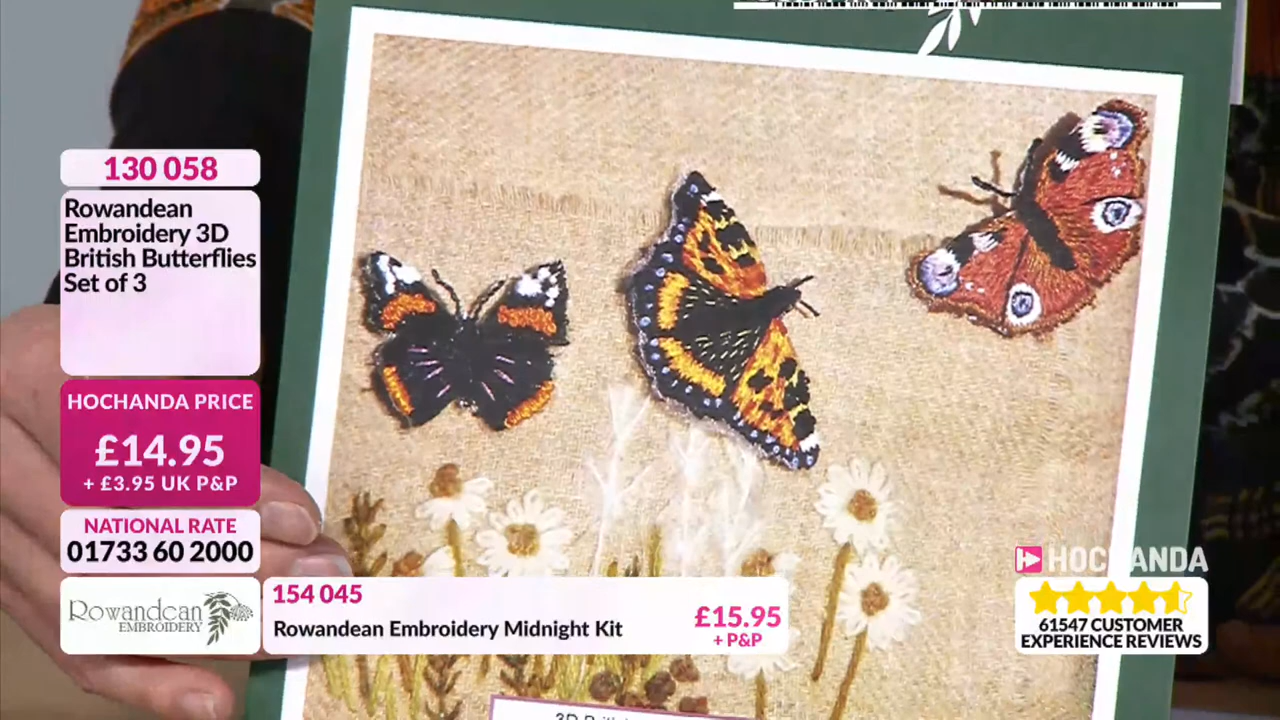 130 058
Rowandean
Embroidery 3D
British Butterflies
Set of 3
HOCHANDA PRICE
£14.95
+ £3.95 UK P&P
NATIONAL RATE
01733 60 2000
Rowandean
EMBROIDERY
154 045
Rowandean Embroidery Midnight Kit
£15.95
+ P&P
HOCHANDA
61547 CUSTOMER
EXPERIENCE REVIEWS